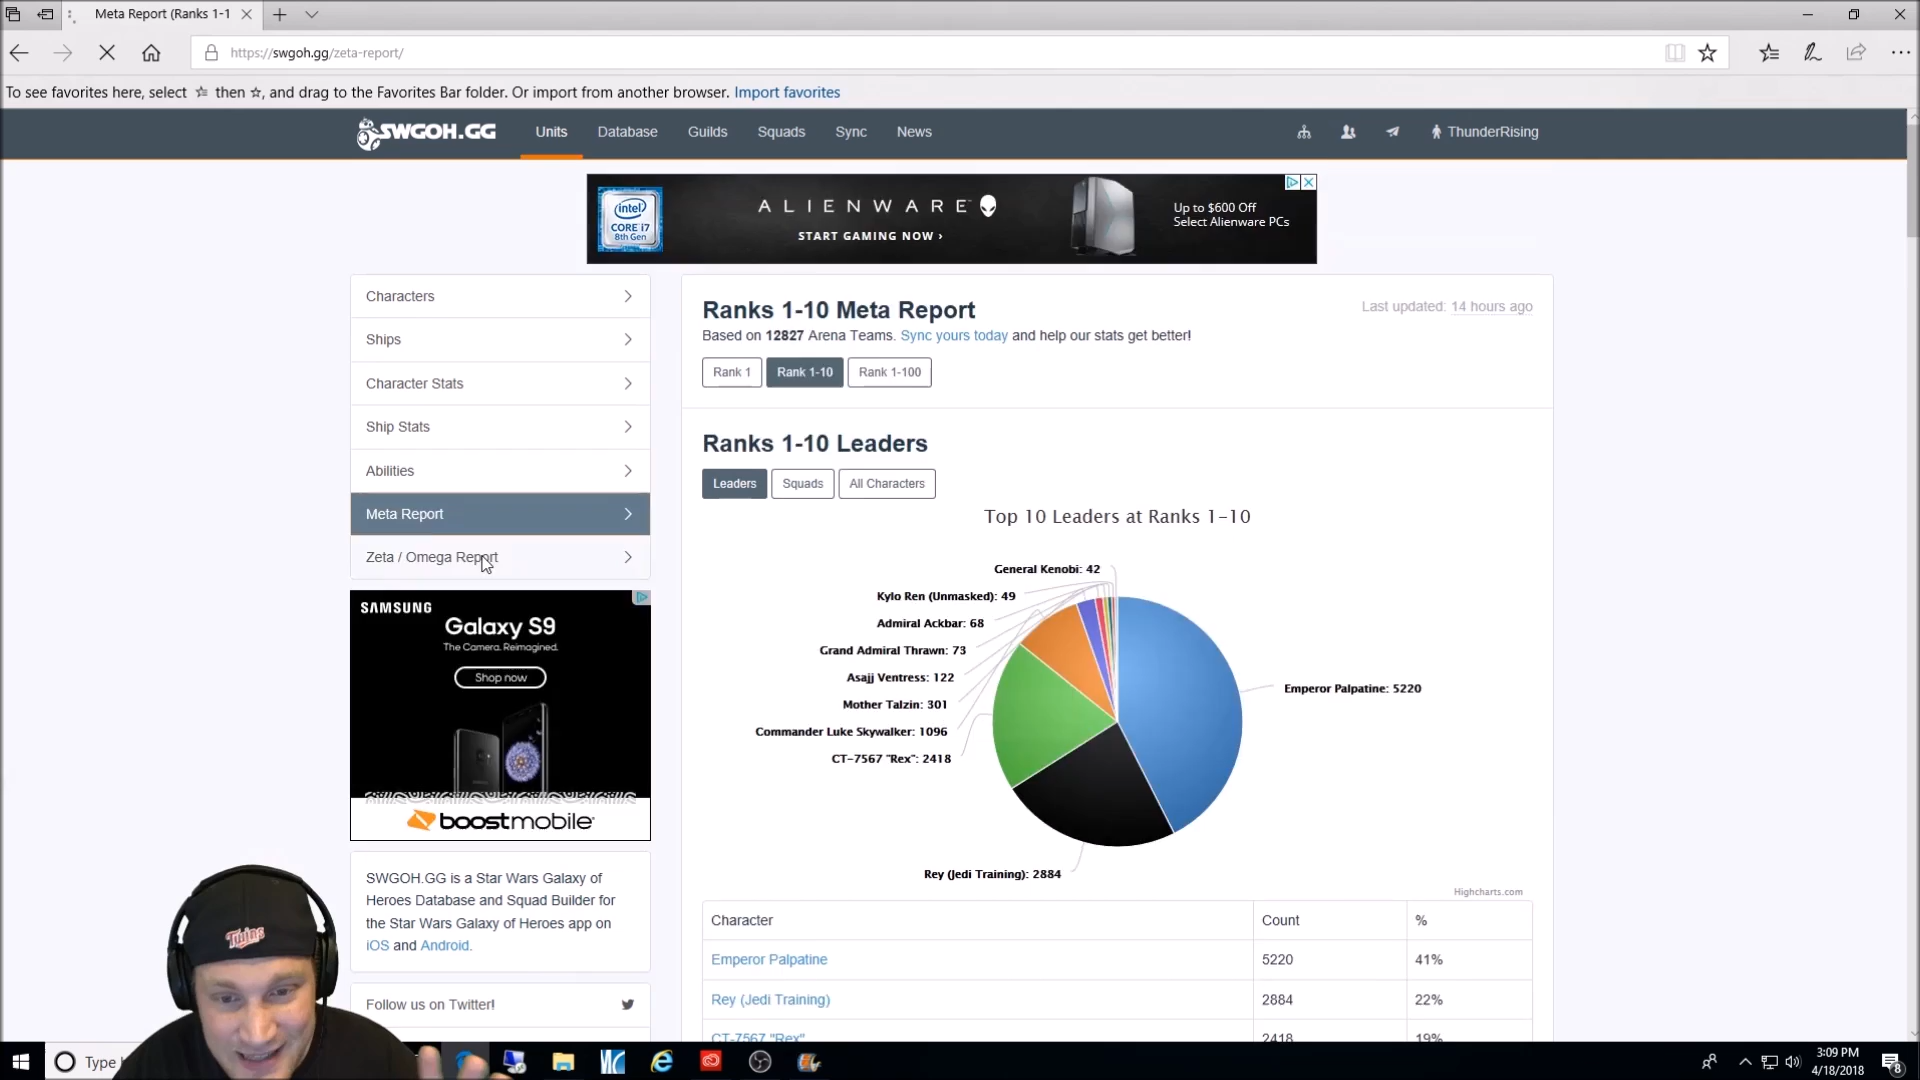 Meta Report (Ranks 1-1
https://swgoh.gg/zeta-report/
To see favorites here, select then , and drag to the Favorites Bar folder. Or import from another browser. Import favorites
SWGOH.GG
Units
Database
Guilds
Squads
Sync
News
ThunderRising
intel
CORE i7
8th Gen
ALIENWARE
START GAMING NOW ›
Up to $600 Off
Select Alienware PCs
Characters
Ships
Character Stats
Ship Stats
Abilities
Meta Report
Zeta / Omega Report
SAMSUNG
Galaxy S9
The Camera. Reimagined.
Shop now
boostmobile
SWGOH.GG is a Star Wars Galaxy of
Heroes Database and Squad Builder for
the Star Wars Galaxy of Heroes app on
iOS and Android.
Follow us on Twitter!
Ranks 1-10 Meta Report
Last updated: 14 hours ago
Based on 12827 Arena Teams. Sync yours today and help our stats get better!
Rank 1
Rank 1-10
Rank 1-100
Ranks 1-10 Leaders
Leaders
Squads
All Characters
Top 10 Leaders at Ranks 1-10
General Kenobi: 42
Kylo Ren (Unmasked): 49
Admiral Ackbar: 68
Grand Admiral Thrawn: 73
Asajj Ventress: 122
Mother Talzin: 301
Commander Luke Skywalker: 1096
CT-7567 "Rex": 2418
Emperor Palpatine: 5220
Rey (Jedi Training): 2884
Highcharts.com
Character Count %
Emperor Palpatine 5220 41%
Rey (Jedi Training) 2884 22%
CT-7567 "Rex" 2418 19%
Twins
Type
3:09 PM
4/18/2018
8